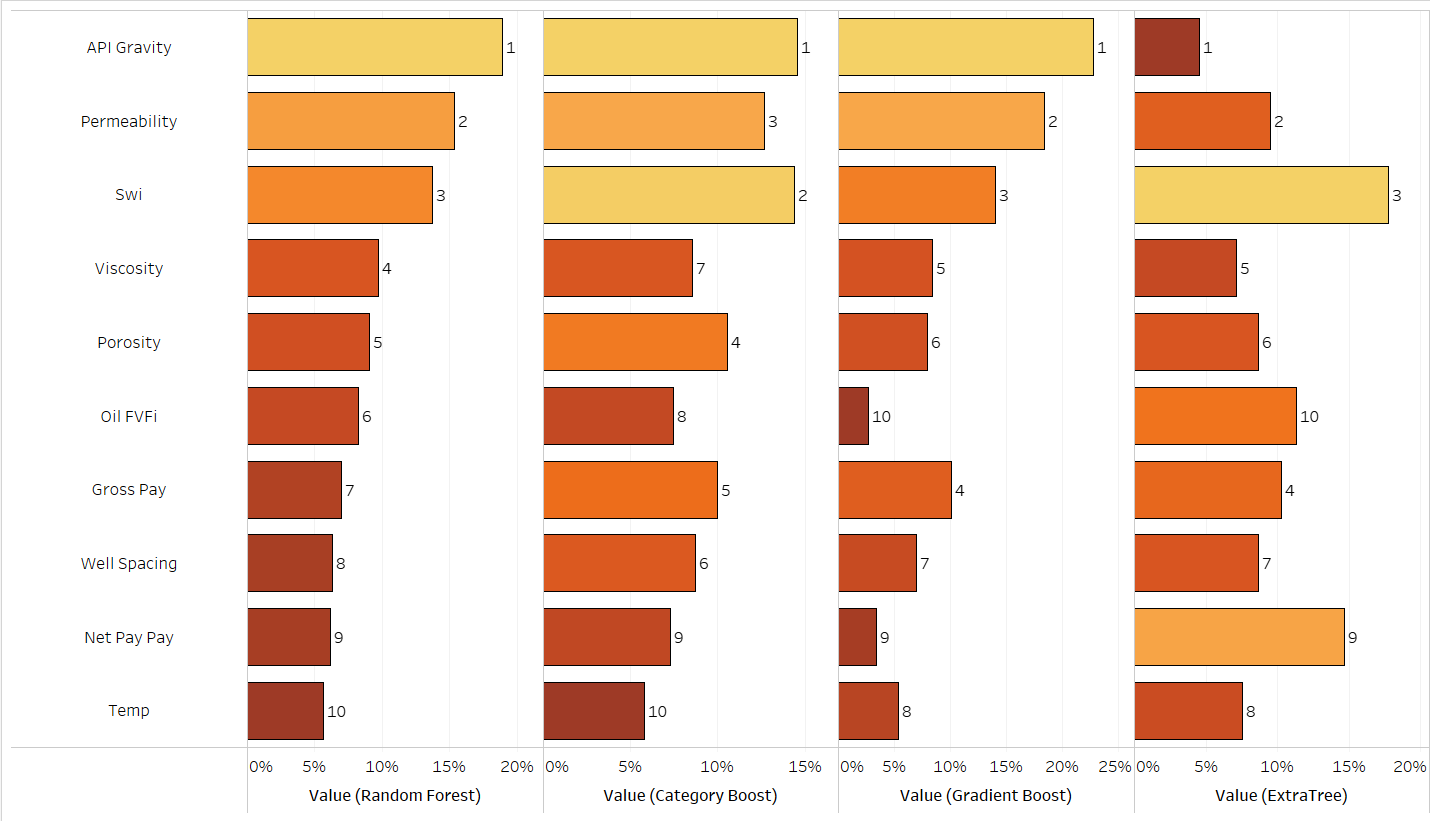 API Gravity 1 1 1 1
Permeability 2 3 2 2
Swi 3 2 3 3
Viscosity 4 7 5 5
Porosity 5 4 6 6
Oil FVFi 6 8 10 10
Gross Pay 7 5 4 4
Well Spacing 8 6 7 7
Net Pay Pay 9 9 9 9
Temp 10 10 8 8
0% 5% 10% 15% 20% 0% 5% 10% 15% 0% 5% 10% 15% 20% 25% 0% 5% 10% 15% 20%
Value (Random Forest) Value (Category Boost) Value (Gradient Boost) Value (ExtraTree)